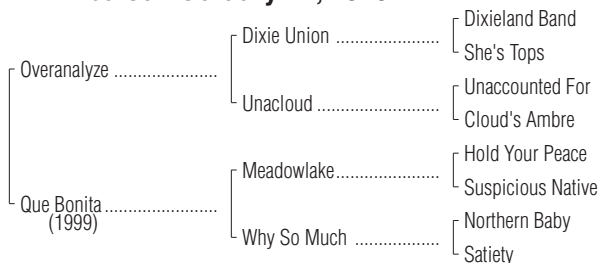 Dixieland Band
Dixie Union
She's Tops
Overanalyze
Unaccounted For
Unacloud
Cloud's Ambre
Hold Your Peace
Meadowlake
Suspicious Native
Que Bonita
(1999)
Northern Baby
Why So Much
Satiety